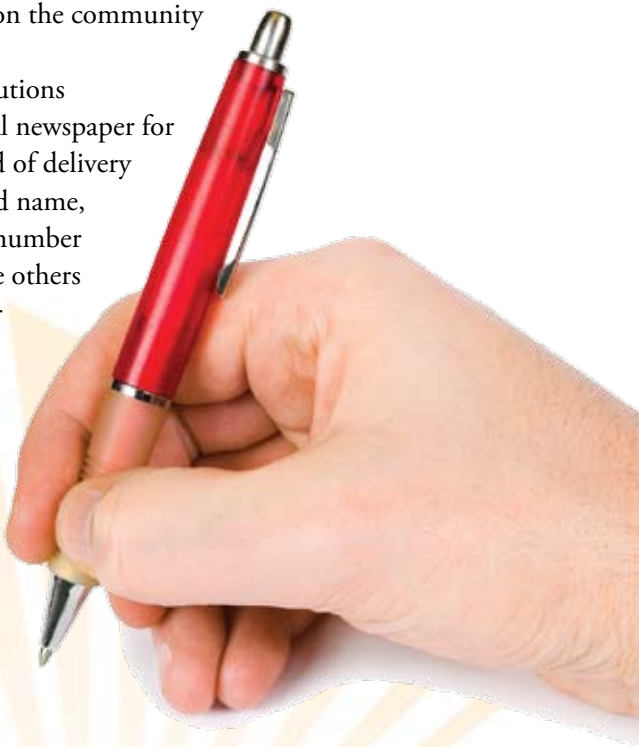 on the community
utions
l newspaper for
d of delivery
d name,
number
e others
.